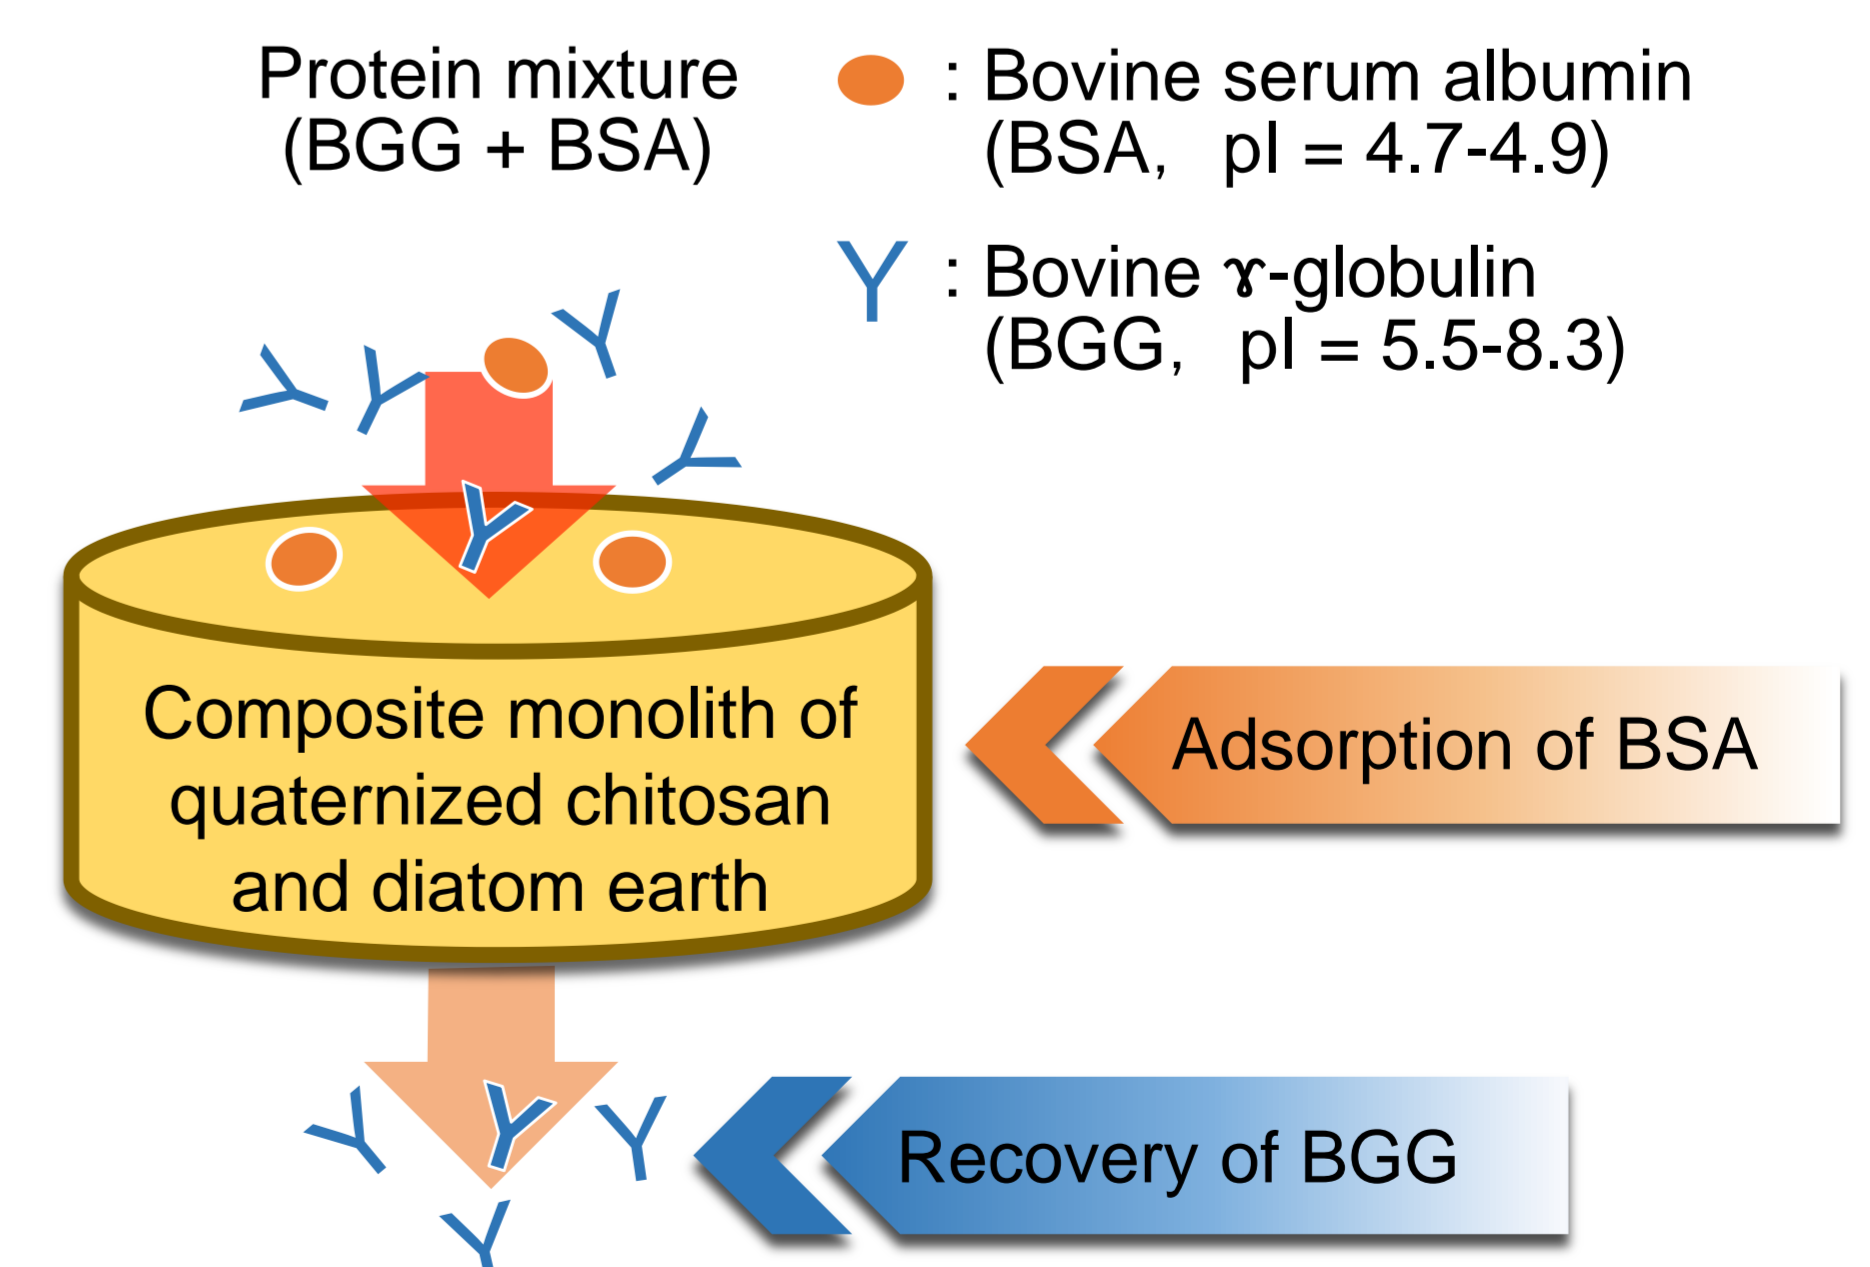 Protein mixture
(BGG + BSA)
: Bovine serum albumin
(BSA, pI = 4.7-4.9)
: Bovine ɤ-globulin
(BGG, pI = 5.5-8.3)
Composite monolith of
quaternized chitosan
and diatom earth
Adsorption of BSA
Recovery of BGG